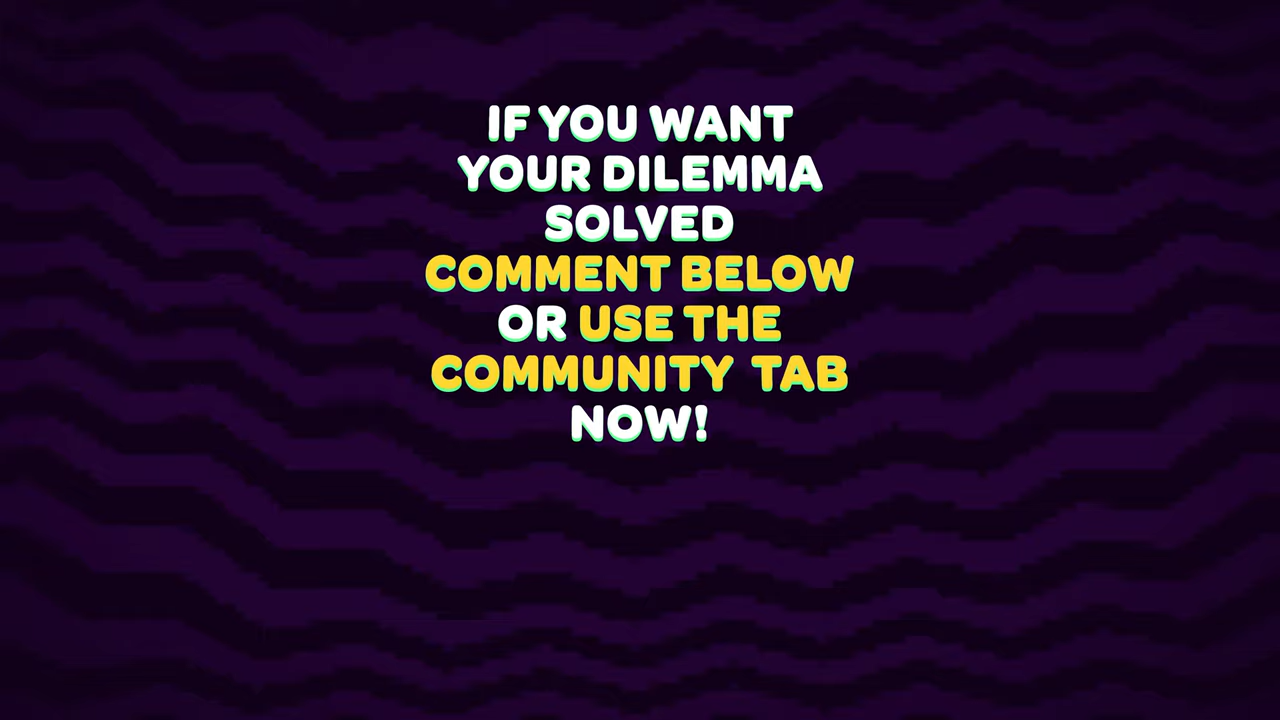 IF YOU WANT
YOUR DILEMMA
SOLVED
COMMENT BELOW
OR USE THE
COMMUNITY TAB
NOW!